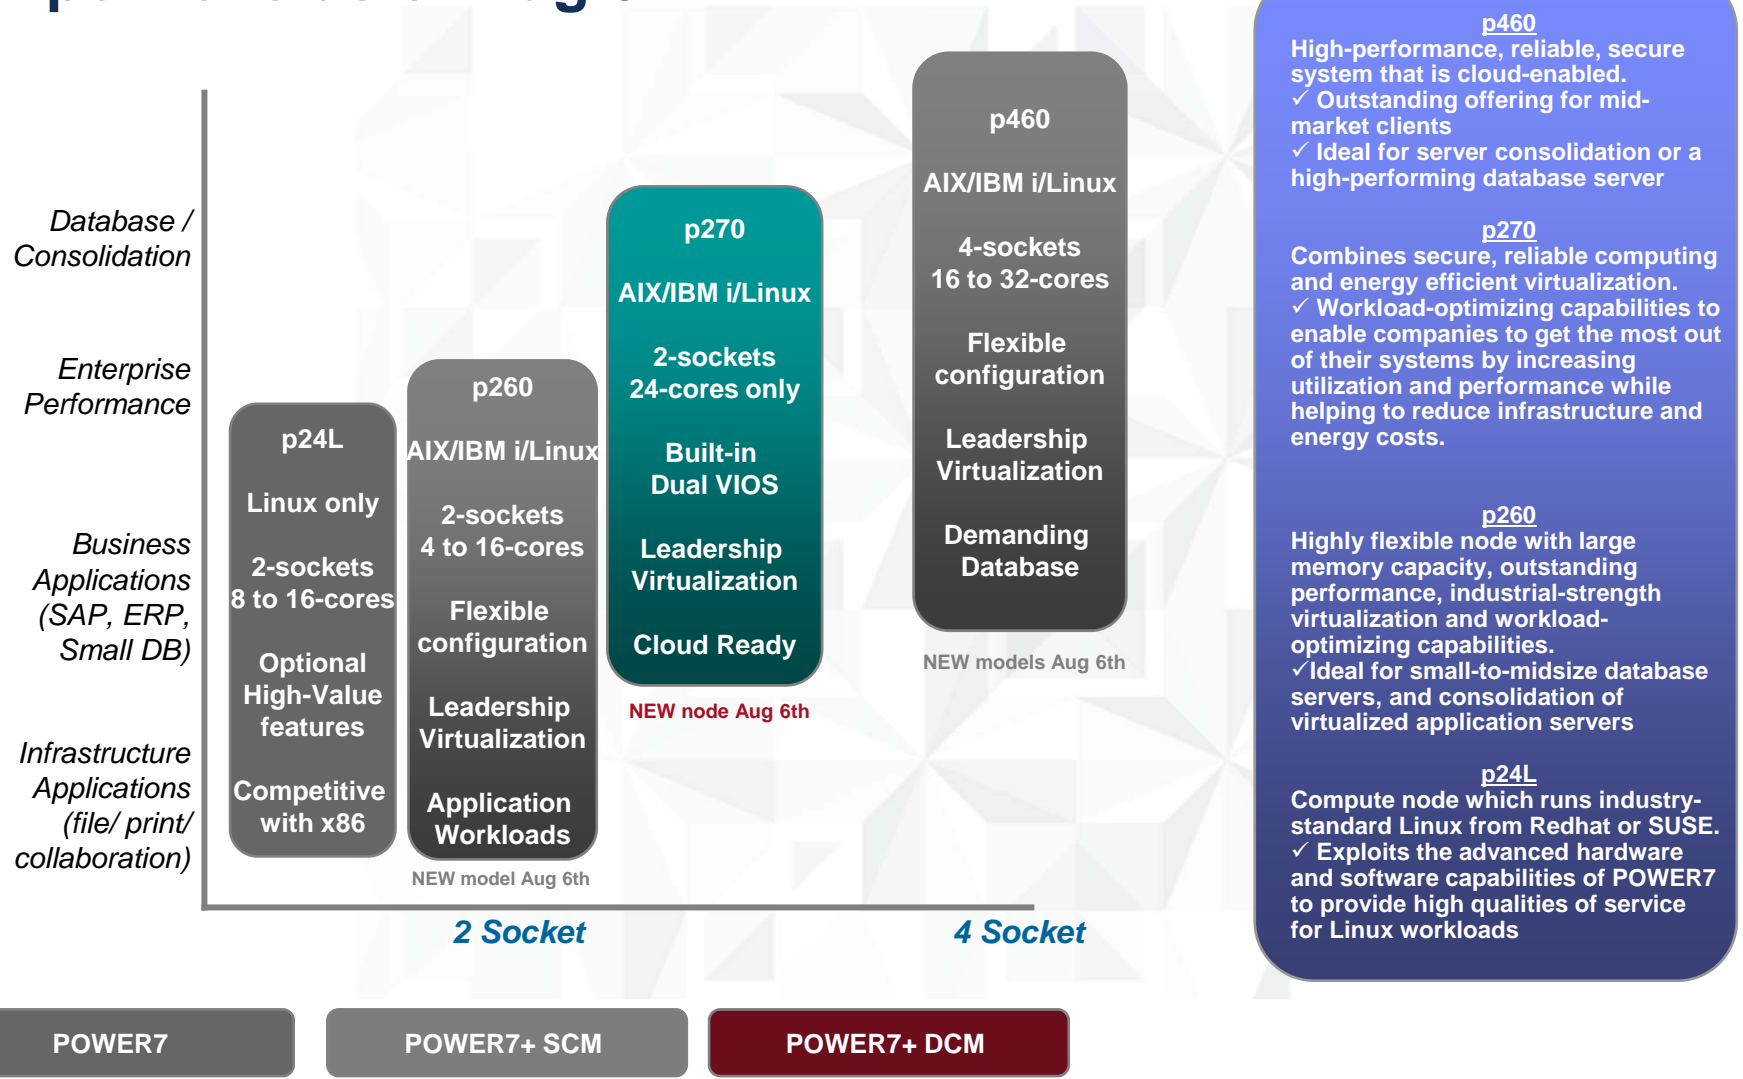 Database /
Consolidation
Enterprise
Performance
Business
Applications
(SAP, ERP,
Small DB)
Infrastructure
Applications
(file/ print/
collaboration)
p24L
Linux only
2-sockets
8 to 16-cores
Optional
High-Value
features
Competitive
with x86
p260
AIX/IBM i/Linux
2-sockets
4 to 16-cores
Flexible
configuration
Leadership
Virtualization
Application
Workloads
NEW model Aug 6th
p270
AIX/IBM i/Linux
2-sockets
24-cores only
Built-in
Dual VIOS
Leadership
Virtualization
Cloud Ready
NEW node Aug 6th
p460
AIX/IBM i/Linux
4-sockets
16 to 32-cores
Flexible
configuration
Leadership
Virtualization
Demanding
Database
NEW models Aug 6th
2 Socket
4 Socket
p460
High-performance, reliable, secure
system that is cloud-enabled.
✓ Outstanding offering for mid-
market clients
✓ Ideal for server consolidation or a
high-performing database server
p270
Combines secure, reliable computing
and energy efficient virtualization.
✓ Workload-optimizing capabilities to
enable companies to get the most out
of their systems by increasing
utilization and performance while
helping to reduce infrastructure and
energy costs.
p260
Highly flexible node with large
memory capacity, outstanding
performance, industrial-strength
virtualization and workload-
optimizing capabilities.
✓Ideal for small-to-midsize database
servers, and consolidation of
virtualized application servers
p24L
Compute node which runs industry-
standard Linux from Redhat or SUSE.
✓ Exploits the advanced hardware
and software capabilities of POWER7
to provide high qualities of service
for Linux workloads
POWER7
POWER7+ SCM
POWER7+ DCM